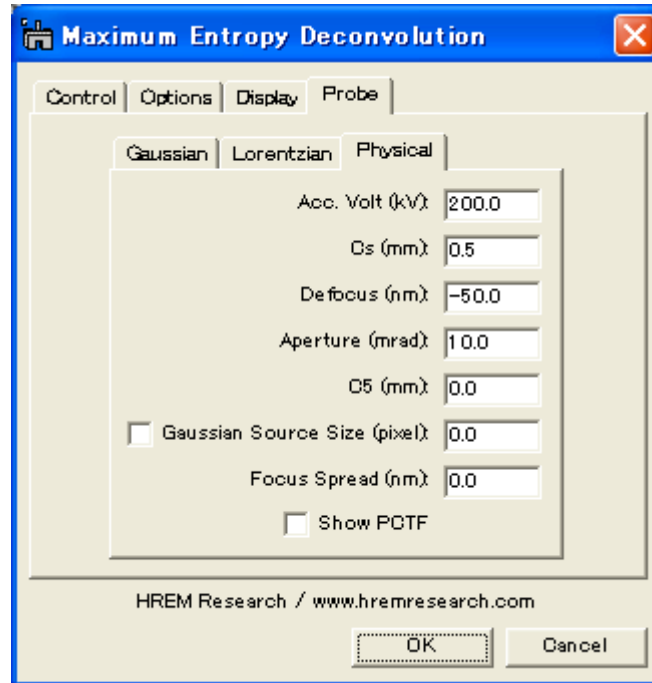 Maximum Entropy Deconvolution
Control Options Display Probe
Gaussian Lorentzian Physical
Acc. Volt (kV): 200.0
Cs (mm): 0.5
Defocus (nm): -50.0
Aperture (mrad): 10.0
C5 (mm): 0.0
Gaussian Source Size (pixel): 0.0
Focus Spread (nm): 0.0
Show PCTF
HREM Research / www.hremresearch.com
OK Cancel